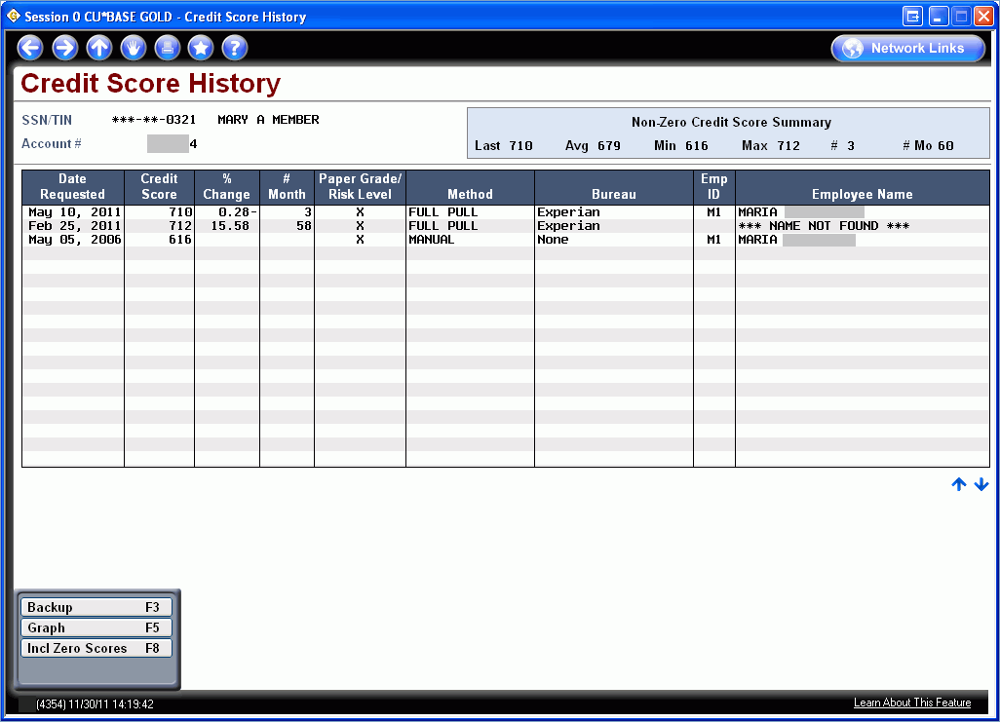 Session 0 CU*BASE GOLD - Credit Score History
Network Links
Credit Score History
SSN/TIN ***-**-0321 MARY A MEMBER
Account # 4
Non-Zero Credit Score Summary
Last 710 Avg 679 Min 616 Max 712 # 3 # Mo 60
Date Requested Credit Score % Change # Month Paper Grade/ Risk Level Method Bureau Emp ID Employee Name
May 10, 2011 710 0.28- 3 X FULL PULL Experian M1 MARIA
Feb 25, 2011 712 15.58 58 X FULL PULL Experian *** NAME NOT FOUND ***
May 05, 2006 616 X MANUAL None M1 MARIA
Backup F3
Graph F5
Incl Zero Scores F8
(4354) 11/30/11 14:19:42
Learn About This Feature